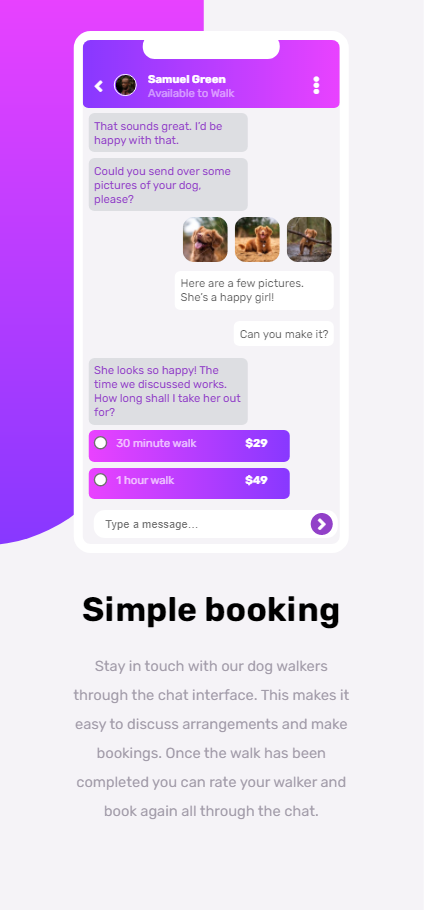 Samuel Green
Available to Walk
That sounds great. I'd be
happy with that.
Could you send over some
pictures of your dog,
please?
Here are a few pictures.
She's a happy girl!
Can you make it?
She looks so happy! The
time we discussed works.
How long shall I take her out
for?
30 minute walk $29
1 hour walk $49
Type a message…
Simple booking
Stay in touch with our dog walkers
through the chat interface. This makes it
easy to discuss arrangements and make
bookings. Once the walk has been
completed you can rate your walker and
book again all through the chat.